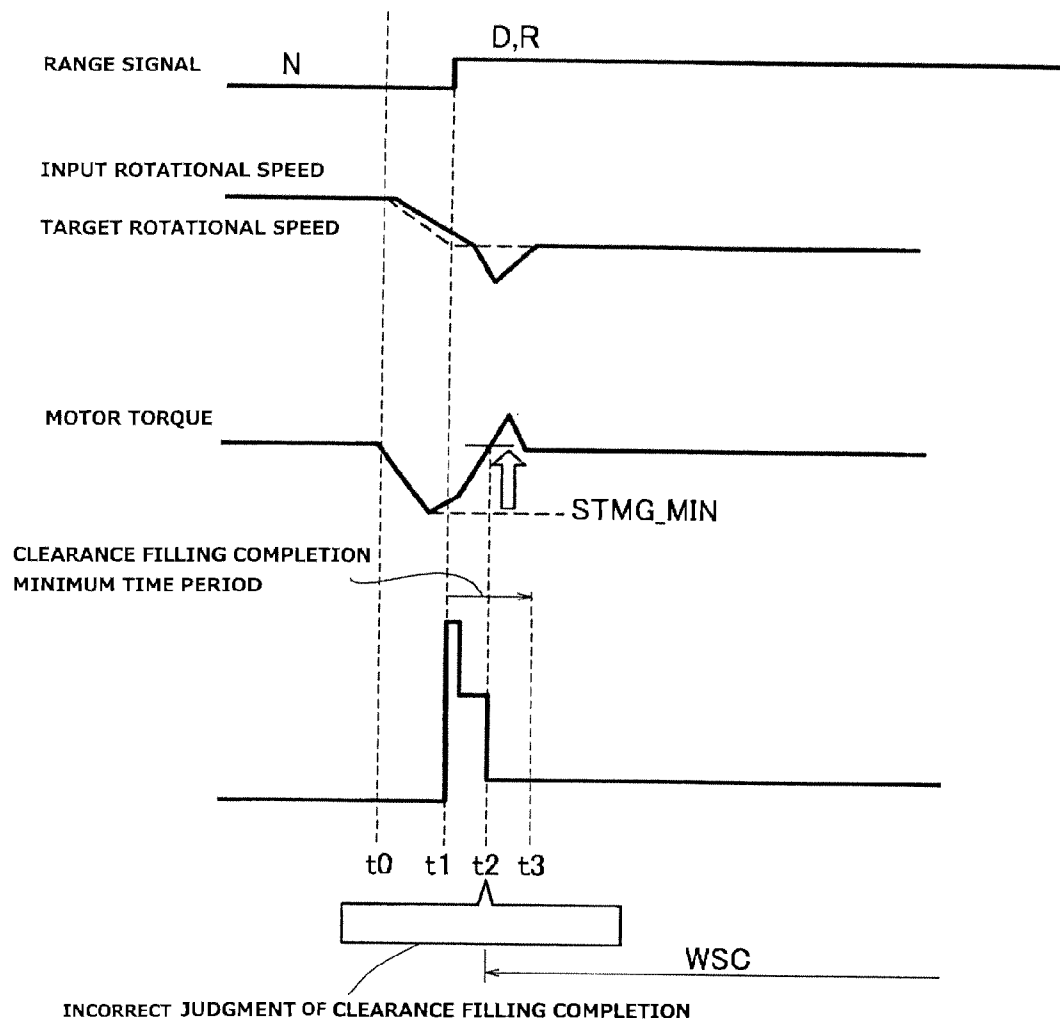 D,R
RANGE SIGNAL
N
INPUT ROTATIONAL SPEED
TARGET ROTATIONAL SPEED
MOTOR TORQUE
STMG_MIN
CLEARANCE FILLING COMPLETION
MINIMUM TIME PERIOD
t0 t1 t2 t3
WSC
INCORRECT JUDGMENT OF CLEARANCE FILLING COMPLETION